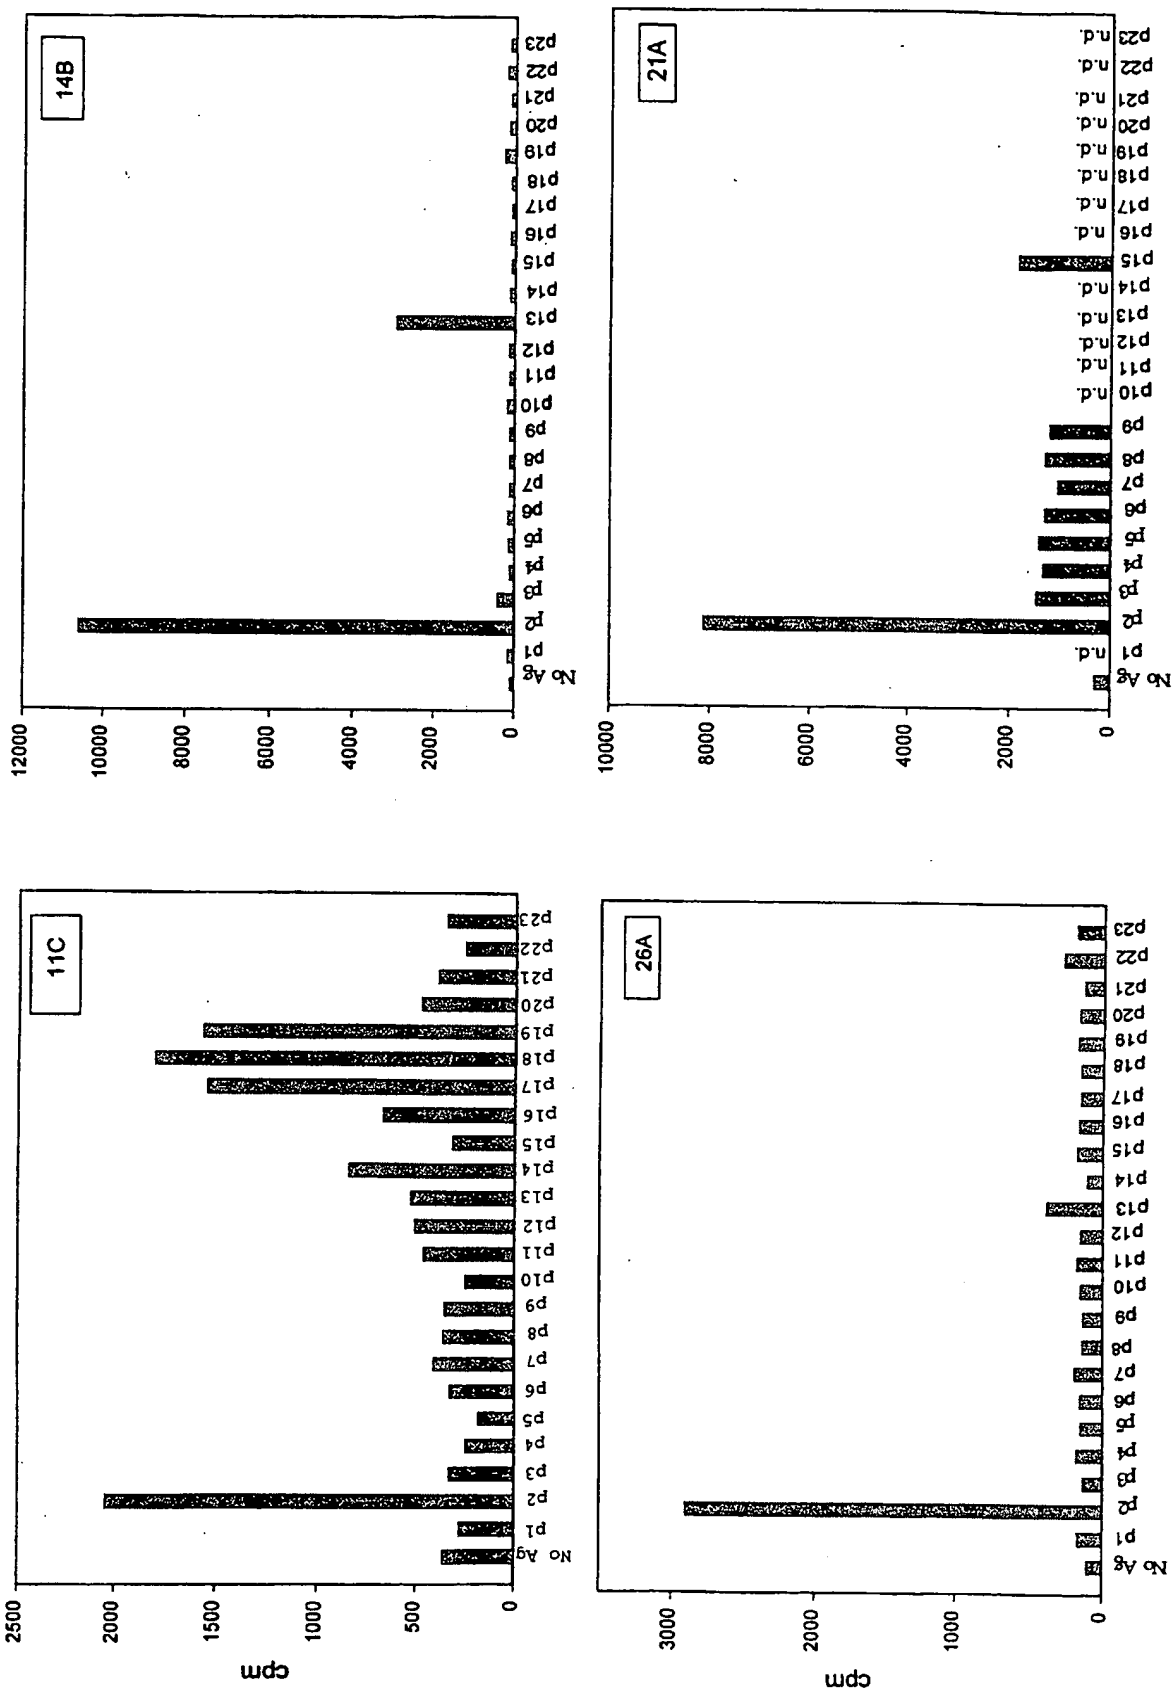 11C
cpm
2500
2000
1500
1000
500
0
No Ag
p1
p2
p3
p4
p5
p6
p7
p8
p9
p10
p11
p12
p13
p14
p15
p16
p17
p18
p19
p20
p21
p22
p23
14B
12000
10000
8000
6000
4000
2000
0
No Ag
p1
p2
p3
p4
p5
p6
p7
p8
p9
p10
p11
p12
p13
p14
p15
p16
p17
p18
p19
p20
p21
p22
p23
26A
cpm
3000
2000
1000
0
No Ag
p1
p2
p3
p4
p5
p6
p7
p8
p9
p10
p11
p12
p13
p14
p15
p16
p17
p18
p19
p20
p21
p22
p23
21A
10000
8000
6000
4000
2000
0
n.d.
n.d.
n.d.
n.d.
n.d.
n.d.
n.d.
n.d.
n.d.
n.d.
n.d.
n.d.
n.d.
n.d.
No Ag
p1
p2
p3
p4
p5
p6
p7
p8
p9
p10
p11
p12
p13
p14
p15
p16
p17
p18
p19
p20
p21
p22
p23